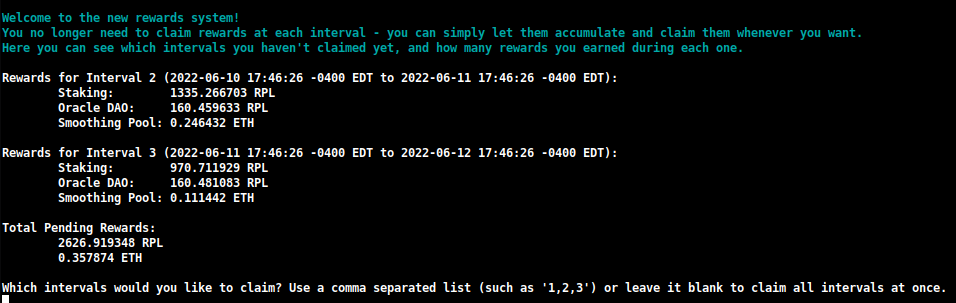 Welcome to the new rewards system!
You no longer need to claim rewards at each interval - you can simply let them accumulate and claim them whenever you want.
Here you can see which intervals you haven't claimed yet, and how many rewards you earned during each one.
Rewards for Interval 2 (2022-06-10 17:46:26 -0400 EDT to 2022-06-11 17:46:26 -0400 EDT):
Staking: 1335.266703 RPL
Oracle DAO: 160.459633 RPL
Smoothing Pool: 0.246432 ETH
Rewards for Interval 3 (2022-06-11 17:46:26 -0400 EDT to 2022-06-12 17:46:26 -0400 EDT):
Staking: 970.711929 RPL
Oracle DAO: 160.481083 RPL
Smoothing Pool: 0.111442 ETH
Total Pending Rewards:
2626.919348 RPL
0.357874 ETH
Which intervals would you like to claim? Use a comma separated list (such as '1,2,3') or leave it blank to claim all intervals at once.